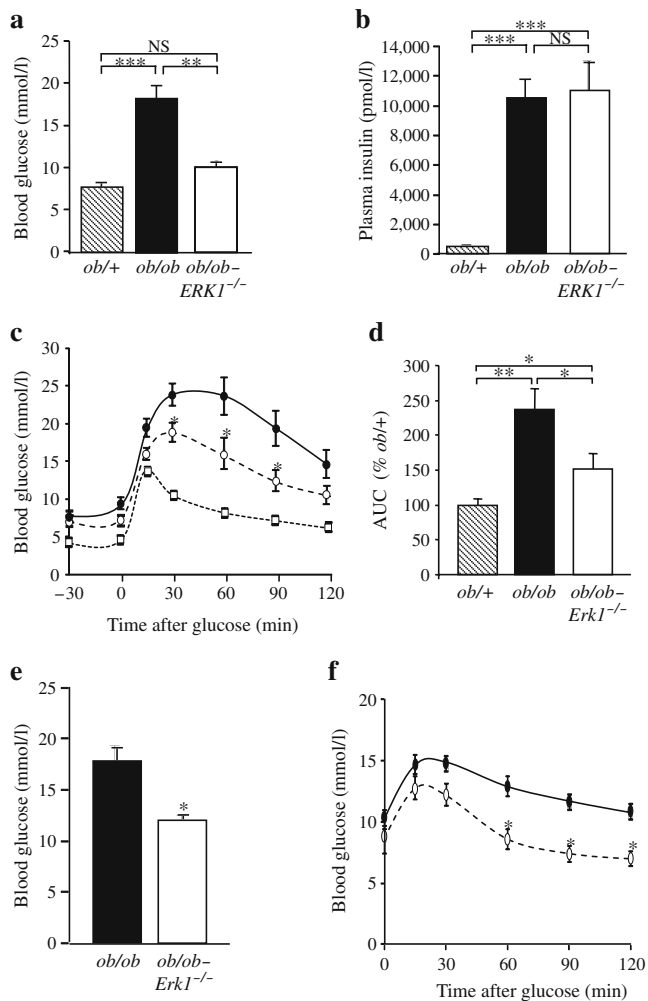 a
NS
*** **
Blood glucose (mmol/l)
25
20
15
10
5
0
ob/+ ob/ob ob/ob–
ERK1−/−
b
***
*** NS
Plasma insulin (pmol/l)
14,000
12,000
10,000
8,000
6,000
4,000
2,000
0
ob/+ ob/ob ob/ob–
ERK1−/−
c
Blood glucose (mmol/l)
30
25
20
15
10
5
0
* * *
−30 0 30 60 90 120
Time after glucose (min)
d
*
** *
AUC (% ob/+)
300
250
200
150
100
50
0
ob/+ ob/ob ob/ob–
Erk1−/−
e
Blood glucose (mmol/l)
25
20
15
10
5
0
*
ob/ob ob/ob–
Erk1−/−
f
Blood glucose (mmol/l)
20
15
10
5
0
* * *
0 30 60 90 120
Time after glucose (min)